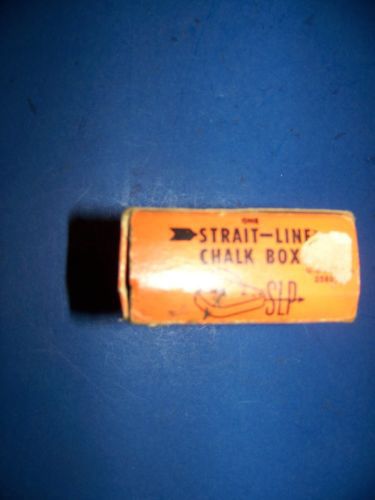 ONE
STRAIT-LINE
CHALK BOX
SLP